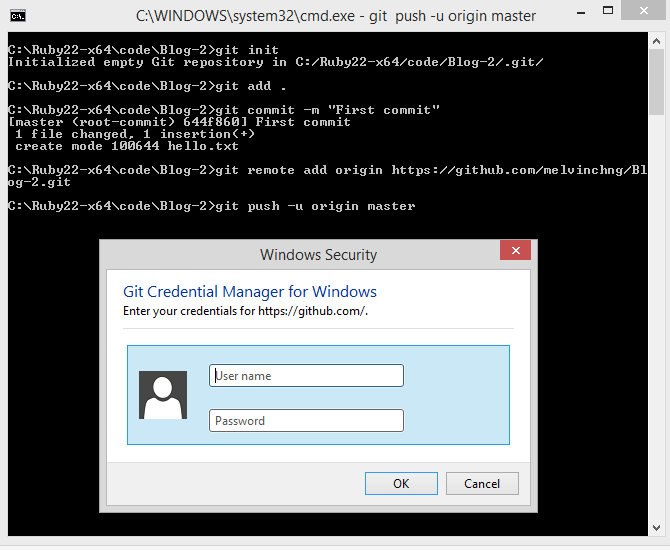 C:\WINDOWS\system32\cmd.exe - git  push -u origin master
C:\Ruby22-x64\code\Blog-2>git init
Initialized empty Git repository in C:/Ruby22-x64/code/Blog-2/.git/
C:\Ruby22-x64\code\Blog-2>git add .
C:\Ruby22-x64\code\Blog-2>git commit -m "First commit"
[master (root-commit) 644f860] First commit
 1 file changed, 1 insertion(+)
 create mode 100644 hello.txt
C:\Ruby22-x64\code\Blog-2>git remote add origin https://github.com/melvinchng/Bl
og-2.git
C:\Ruby22-x64\code\Blog-2>git push -u origin master
Windows Security
Git Credential Manager for Windows
Enter your credentials for https://github.com/.
User name
Password
OK
Cancel